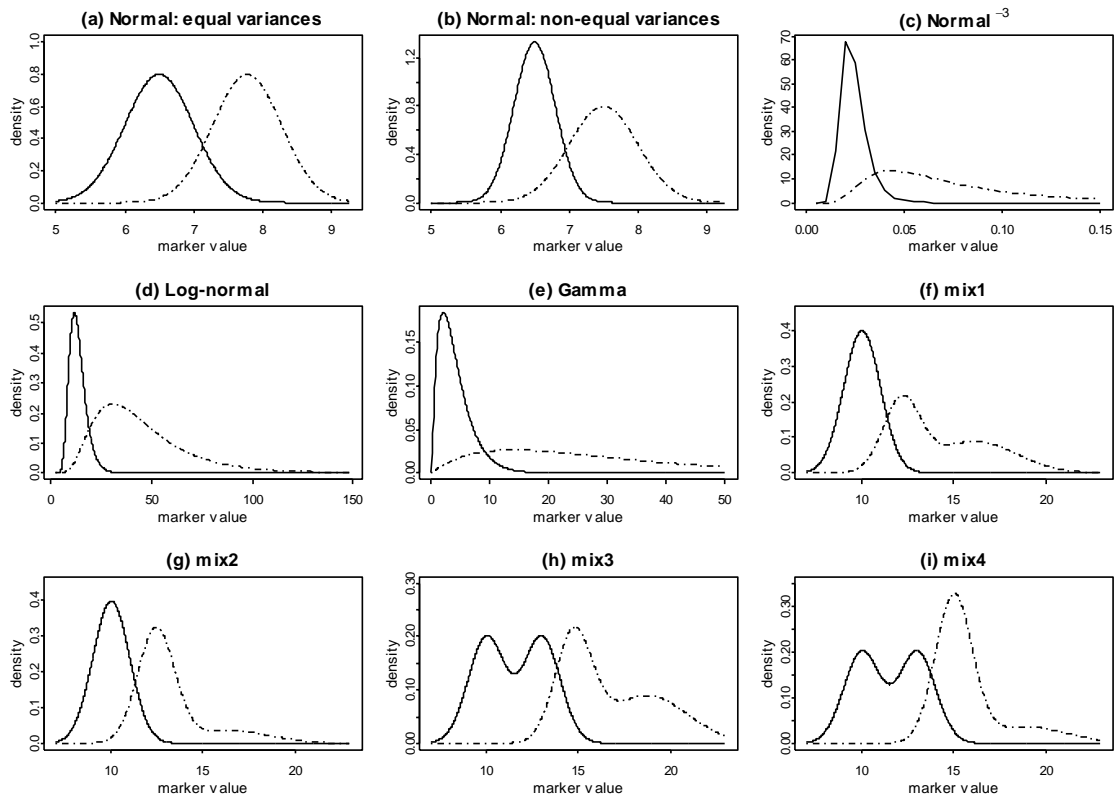 (a) Normal: equal variances
density
0.0 0.2 0.4 0.6 0.8 1.0
5 6 7 8 9
marker value
(b) Normal: non-equal variances
density
0.0 0.4 0.8 1.2
5 6 7 8 9
marker value
(c) Normal −3
density
0 10 20 30 40 50 60 70
0.00 0.05 0.10 0.15
marker value
(d) Log-normal
density
0.0 0.1 0.2 0.3 0.4 0.5
0 50 100 150
marker value
(e) Gamma
density
0.00 0.05 0.10 0.15
0 10 20 30 40 50
marker value
(f) mix1
density
0.0 0.1 0.2 0.3 0.4
10 15 20
marker value
(g) mix2
density
0.0 0.1 0.2 0.3 0.4
10 15 20
marker value
(h) mix3
density
0.00 0.10 0.20 0.30
10 15 20
marker value
(i) mix4
density
0.00 0.10 0.20 0.30
10 15 20
marker value